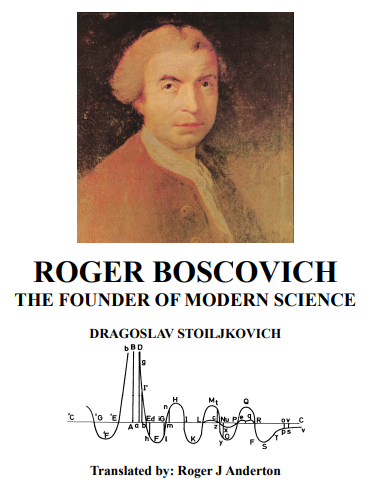 ROGER BOSCOVICH
THE FOUNDER OF MODERN SCIENCE
DRAGOSLAV STOILJKOVICH
Translated by: Roger J Anderton